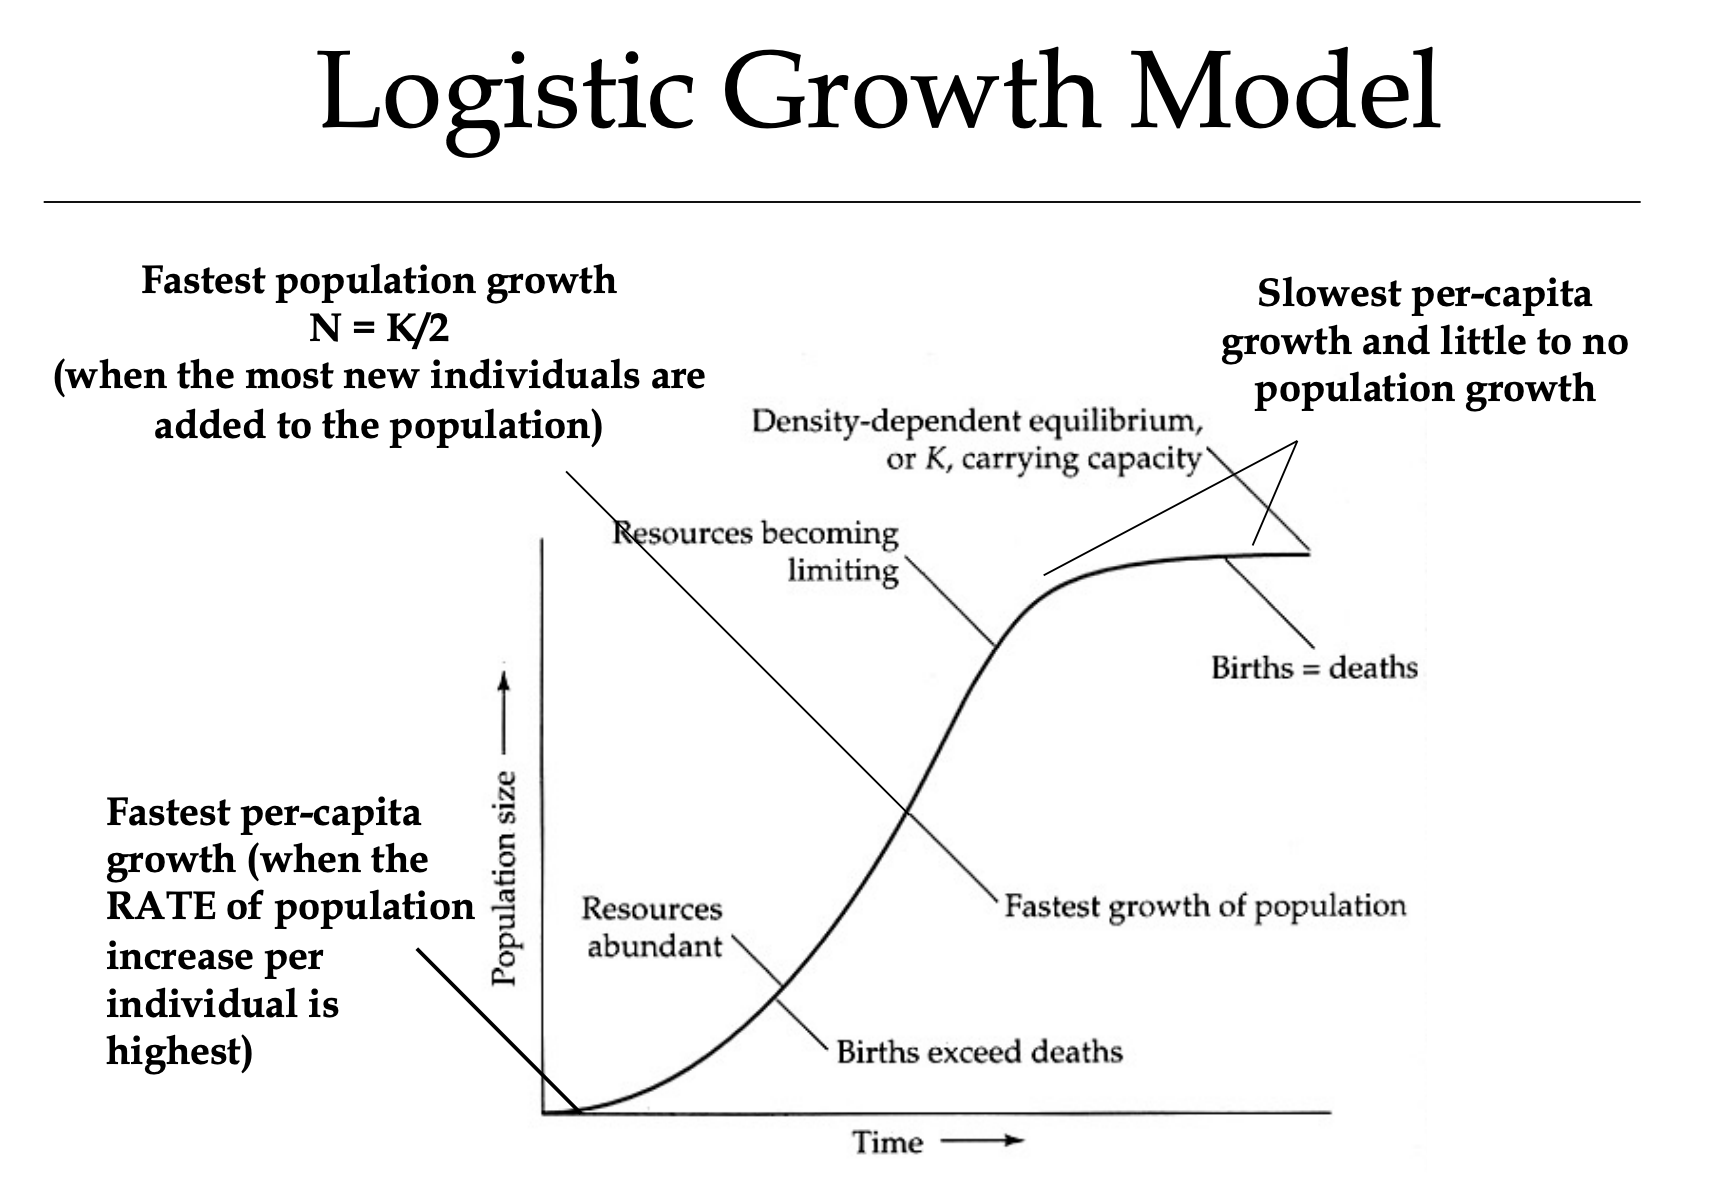 Logistic Growth Model
Fastest population growth
N = K/2
(when the most new individuals are
added to the population)
Slowest per-capita
growth and little to no
population growth
Density-dependent equilibrium,
or K, carrying capacity
Resources becoming
limiting
Births = deaths
Fastest per-capita
growth (when the
RATE of population
increase per
individual is
highest)
Population size
Resources
abundant
Fastest growth of population
Births exceed deaths
Time